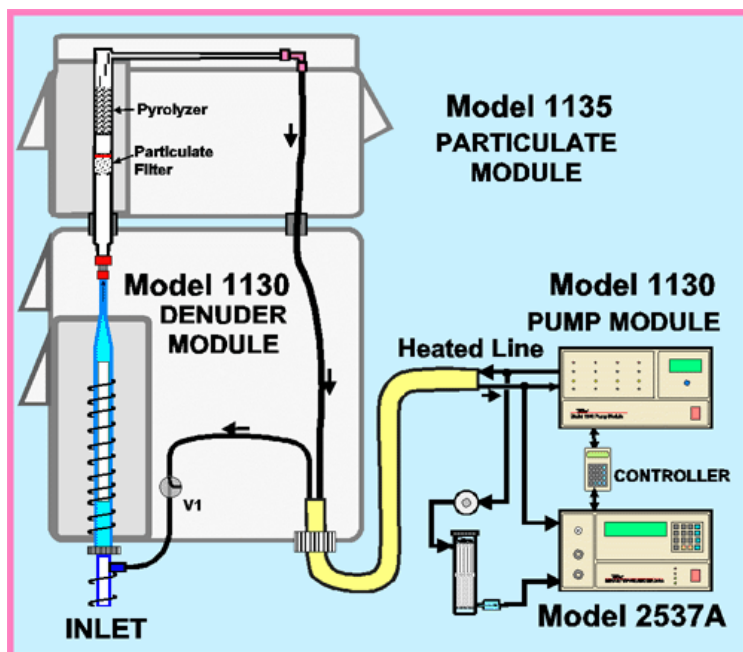 Pyrolyzer
Particulate
Filter
Model 1135
PARTICULATE
MODULE
Model 1130
DENUDER
MODULE
Model 1130
PUMP MODULE
Heated Line
CONTROLLER
V1
Model 2537A
INLET